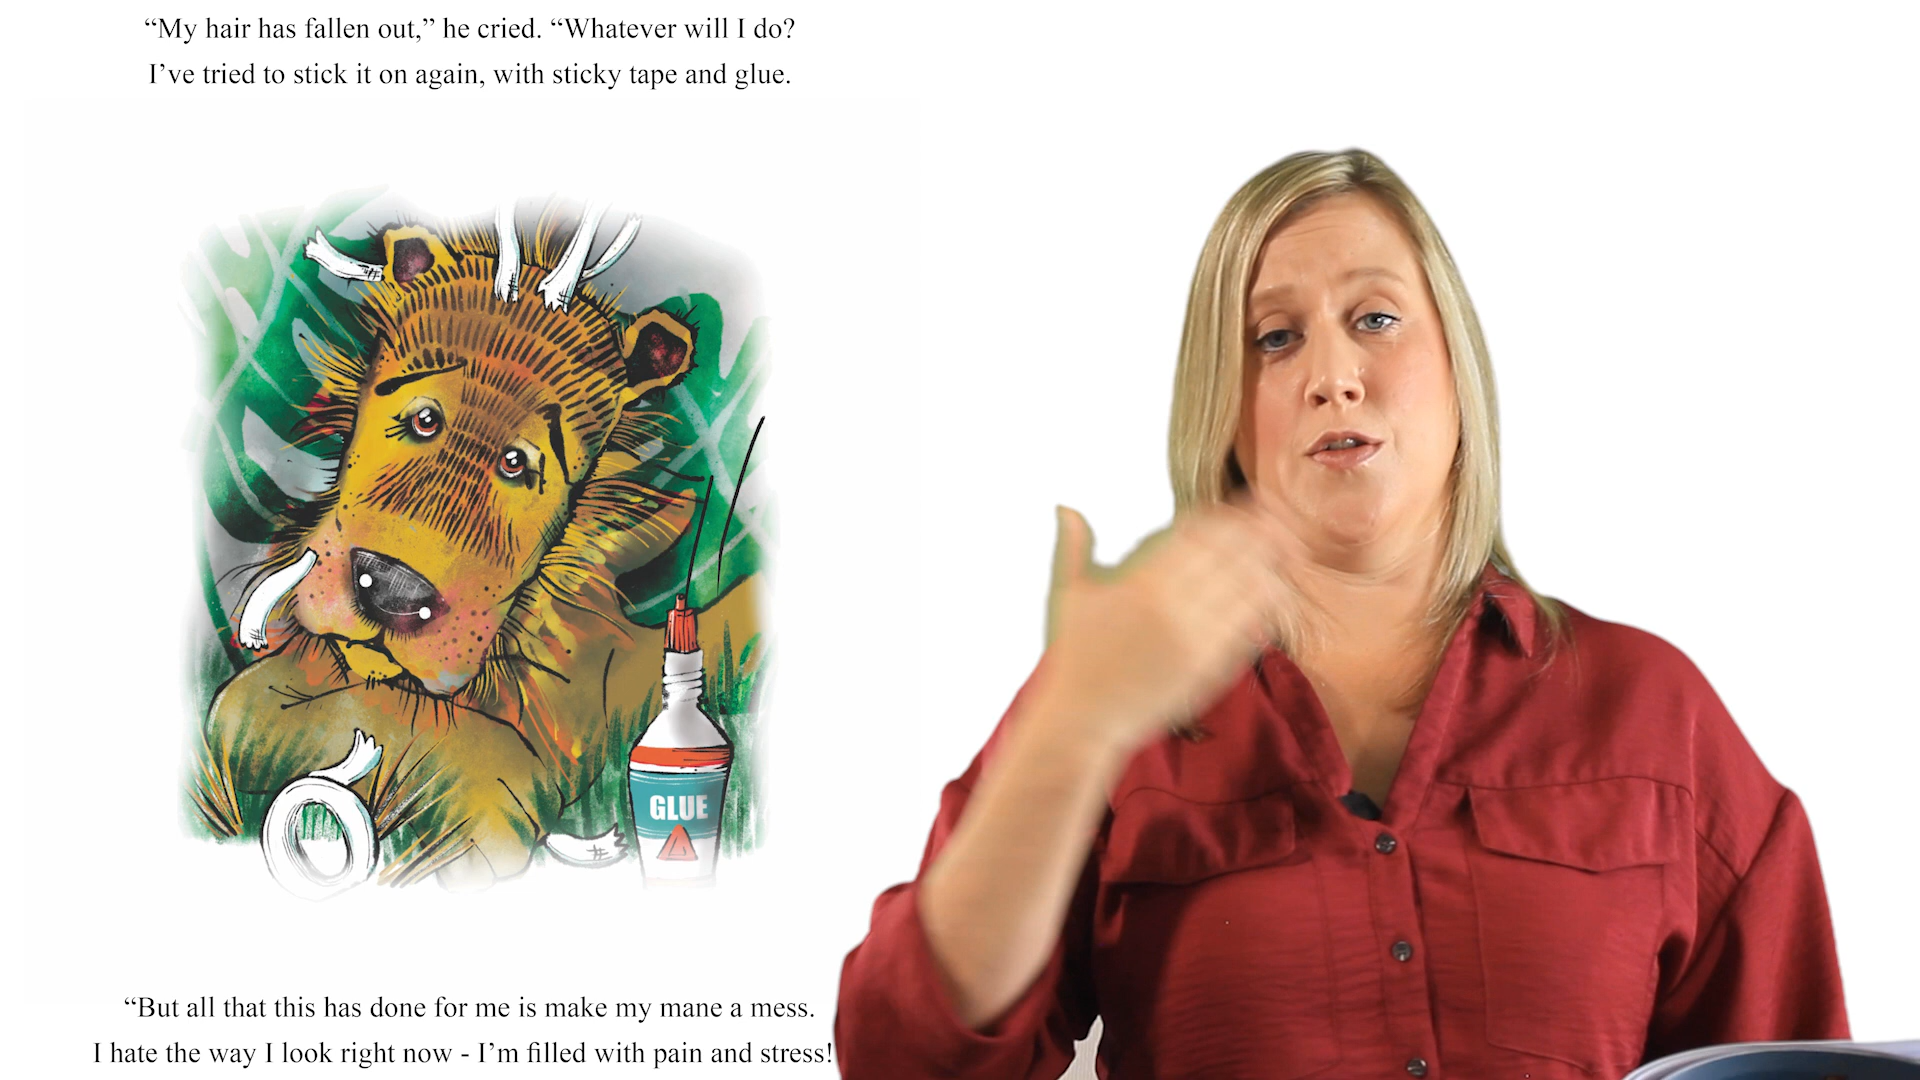 “My hair has fallen out,” he cried. “Whatever will I do?
I’ve tried to stick it on again, with sticky tape and glue.
GLUE
“But all that this has done for me is make my mane a mess.
I hate the way I look right now - I’m filled with pain and stress!